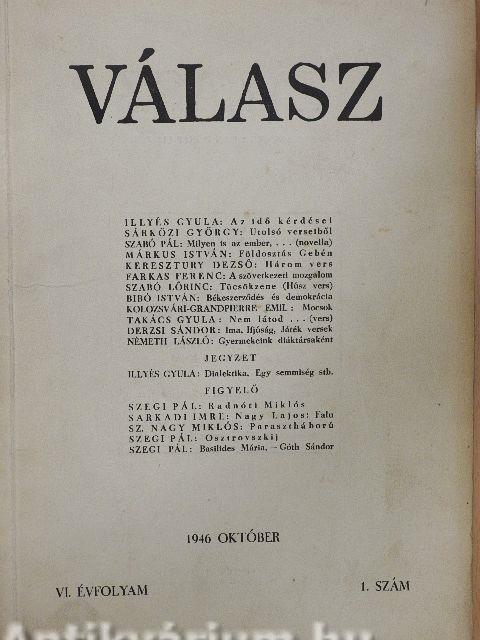 VÁLASZ
ILLYÉS GYULA: Az idő kérdései
SÁRKÖZI GYÖRGY: Utolsó verseiből
SZABÓ PÁL: Milyen is az ember, . . . (novella)
MÁRKUS ISTVÁN: Földosztás Gebén
KERESZTURY DEZSŐ: Három vers
FARKAS FERENC: A szövetkezeti mozgalom
SZABÓ LŐRINC: Tücsökzene (Húsz vers)
BIBÓ ISTVÁN: Békeszerződés és demokrácia
KOLOZSVÁRI-GRANDPIERRE EMIL: Mocsok
TAKÁCS GYULA: Nem látod . . . (vers)
DERZSI SÁNDOR: Ima, Ifjóság, Játék versek
NÉMETH LÁSZLÓ: Gyermekeink diáktársaként
JEGYZET
ILLYÉS GYULA: Dialektika, Egy semmiség stb.
FIGYELŐ
SZEGI PÁL: Radnóti Miklós
SARKADI IMRE: Nagy Lajos: Falu
SZ. NAGY MIKLÓS: Parasztháború
SZEGI PÁL: Osztrovszkij
SZEGI PÁL: Basilides Mária, — Góth Sándor
1946 OKTÓBER
VI. ÉVFOLYAM 1. SZÁM
Antikvárium.hu